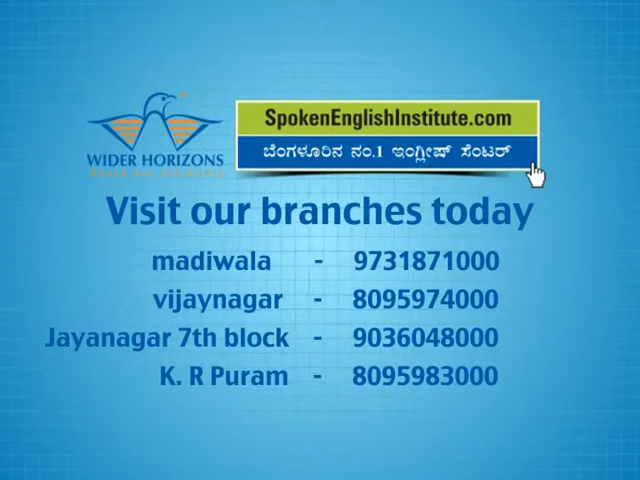 SpokenEnglishInstitute.com
ಬೆಂಗಳೂರಿನ ನಂ.1 ಇಂಗ್ಲೀಷ್ ಸೆಂಟರ್
WIDER HORIZONS
Visit our branches today
madiwala - 9731871000
vijaynagar - 8095974000
Jayanagar 7th block - 9036048000
K. R Puram - 8095983000